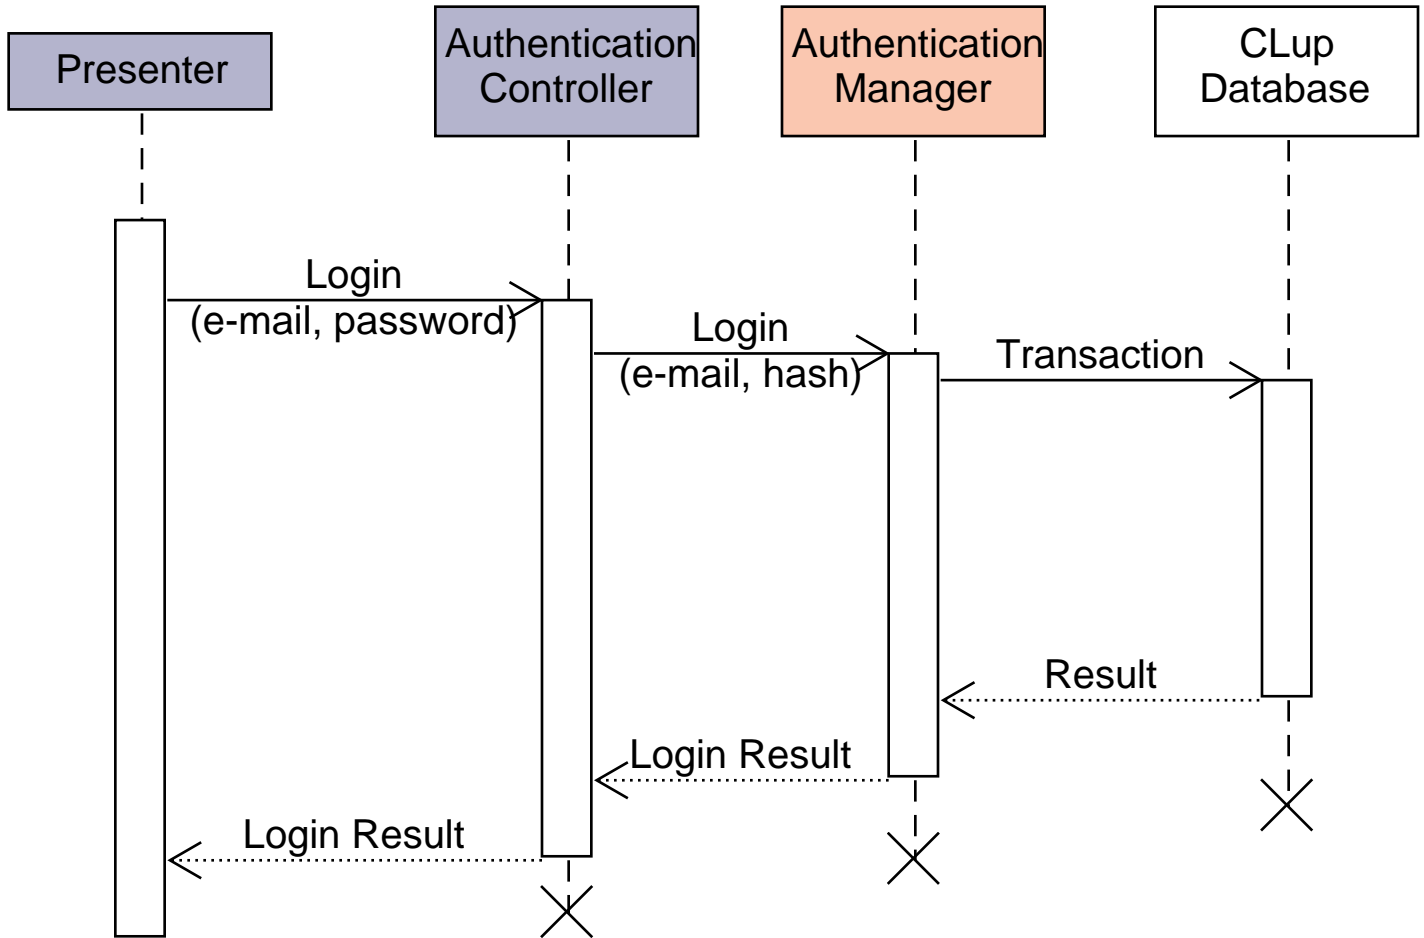 Presenter
Authentication
Controller
Authentication
Manager
CLup
Database
Login
(e-mail, password)
Login
(e-mail, hash)
Transaction
Result
Login Result
Login Result